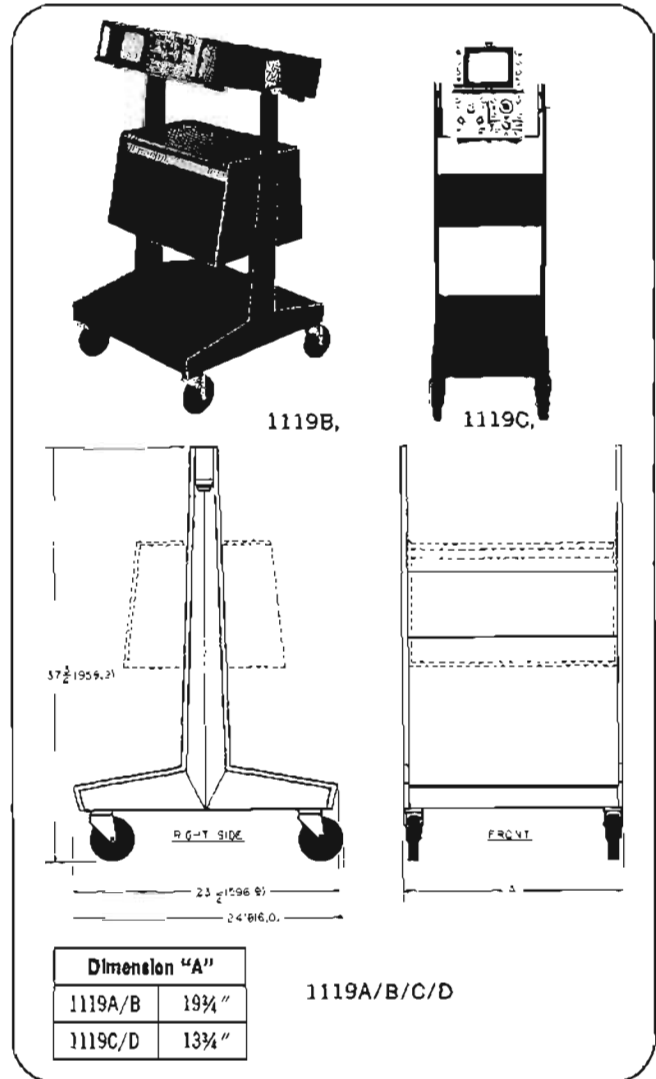 1119B,
1119C,
RIGHT SIDE
FRONT
Dimension "A"
1119A/B 19¾"
1119C/D 13¾"
1119A/B/C/D